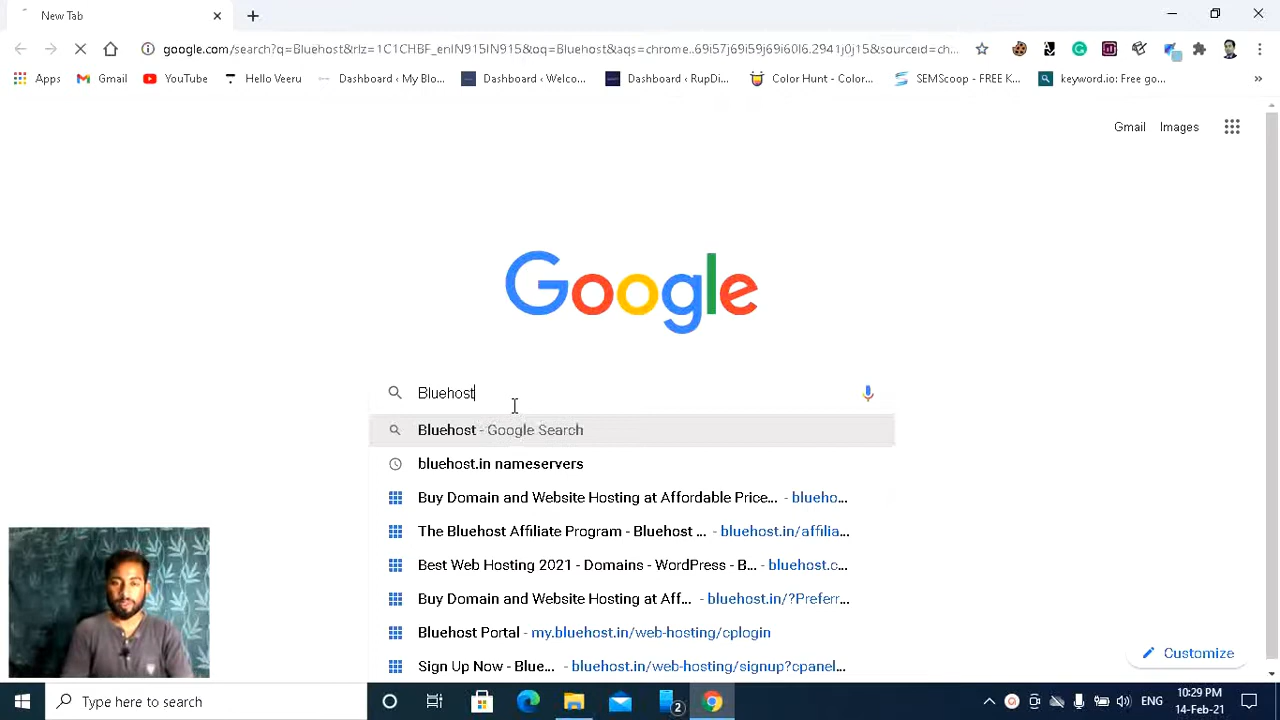 New Tab
google.com/search?q=Bluehost&rlz=1C1CHBF_enIN915IN915&oq=Bluehost&aqs=chrome..69i57j69i59j69i60l6.2941j0j15&sourceid=ch...
Apps Gmail YouTube Hello Veeru Dashboard ‹ My Blo... Dashboard ‹ Welco... Dashboard ‹ RupDi... Color Hunt - Color... SEMScoop - FREE K... keyword.io: Free go... »
Gmail Images
Google
Bluehost
Bluehost - Google Search
bluehost.in nameservers
Buy Domain and Website Hosting at Affordable Price... - blueho...
The Bluehost Affiliate Program - Bluehost ... - bluehost.in/affilia...
Best Web Hosting 2021 - Domains - WordPress - B... - bluehost.c...
Buy Domain and Website Hosting at Aff... - bluehost.in/?Preferr...
Bluehost Portal - my.bluehost.in/web-hosting/cplogin
Sign Up Now - Blue... - bluehost.in/web-hosting/signup?cpanel...
Customize
Type here to search
2
ENG
10:29 PM
14-Feb-21